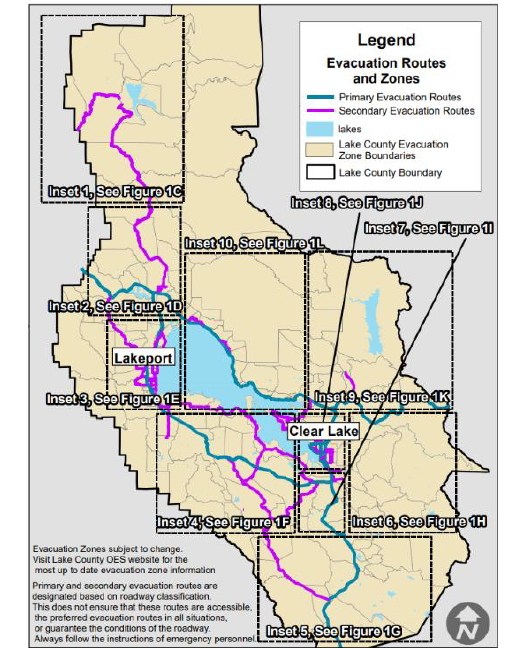 Legend
Evacuation Routes
and Zones
Primary Evacuation Routes
Secondary Evacuation Routes
lakes
Lake County Evacuation
Zone Boundaries
Lake County Boundary
Inset 1, See Figure 1C
Inset 8, See Figure 1J
Inset 7, See Figure 1I
Inset 10, See Figure 1L
Inset 2, See Figure 1D
Lakeport
Inset 3, See Figure 1E
Inset 9, See Figure 1K
Clear Lake
Inset 4, See Figure 1F
Inset 6, See Figure 1H
Inset 5, See Figure 1G
Evacuation Zones subject to change.
Visit Lake County OES website for the
most up to date evacuation zone information
Primary and secondary evacuation routes are
designated based on roadway classification.
This does not ensure that these routes are accessible,
the preferred evacuation routes in all situations,
or guarantee the conditions of the roadway.
Always follow the instructions of emergency personnel.
N